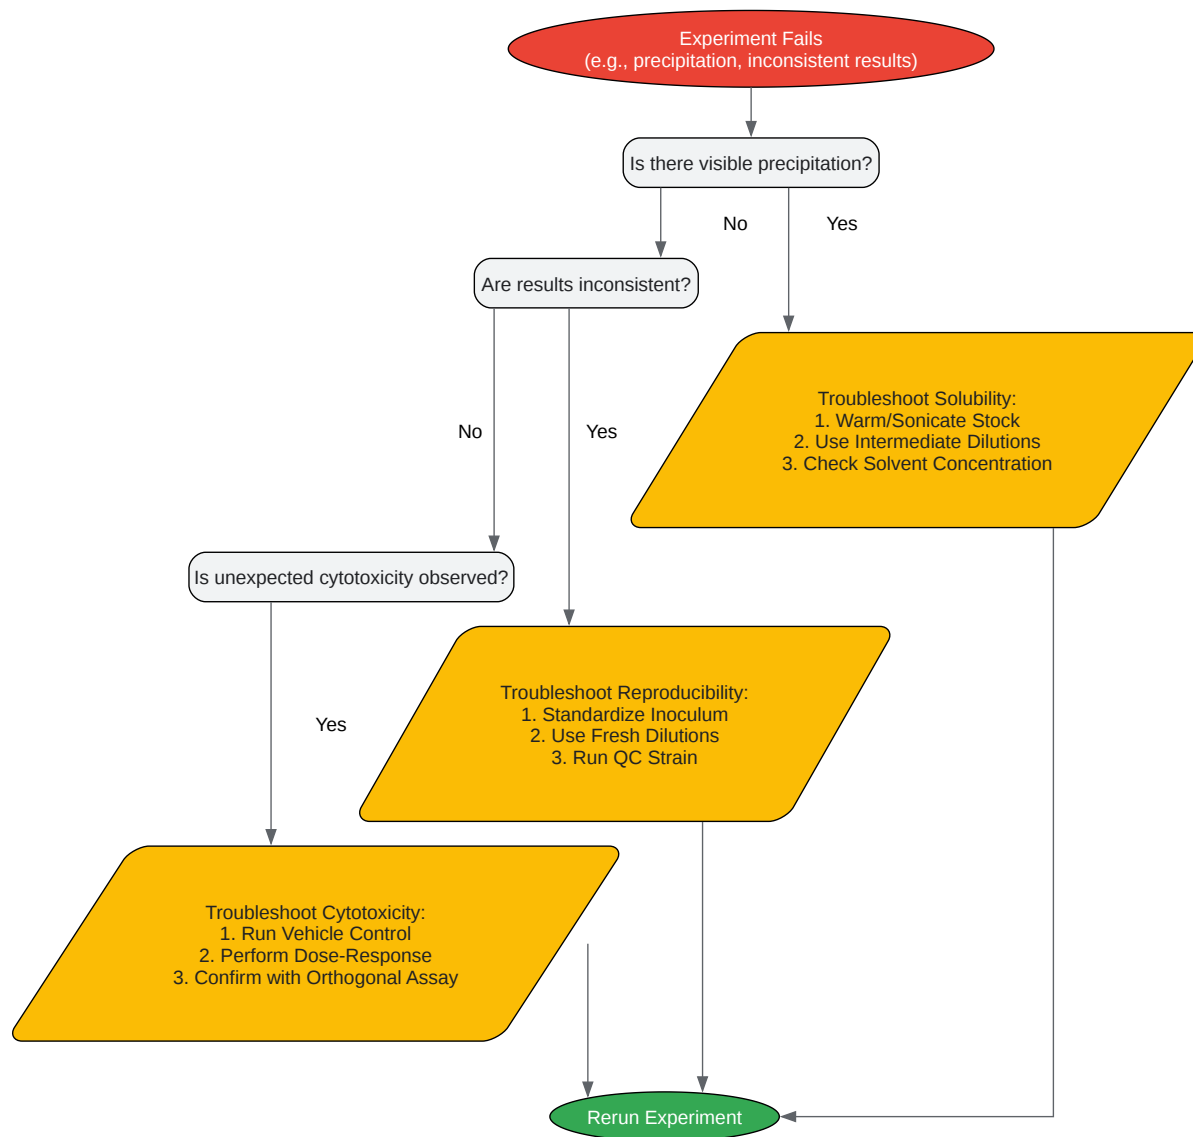 Experiment Fails
(e.g., precipitation, inconsistent results)
Is there visible precipitation?
No
Yes
Are results inconsistent?
Troubleshoot Solubility:
1. Warm/Sonicate Stock
2. Use Intermediate Dilutions
3. Check Solvent Concentration
No
Yes
Is unexpected cytotoxicity observed?
Troubleshoot Reproducibility:
1. Standardize Inoculum
2. Use Fresh Dilutions
3. Run QC Strain
Yes
Troubleshoot Cytotoxicity:
1. Run Vehicle Control
2. Perform Dose-Response
3. Confirm with Orthogonal Assay
Rerun Experiment